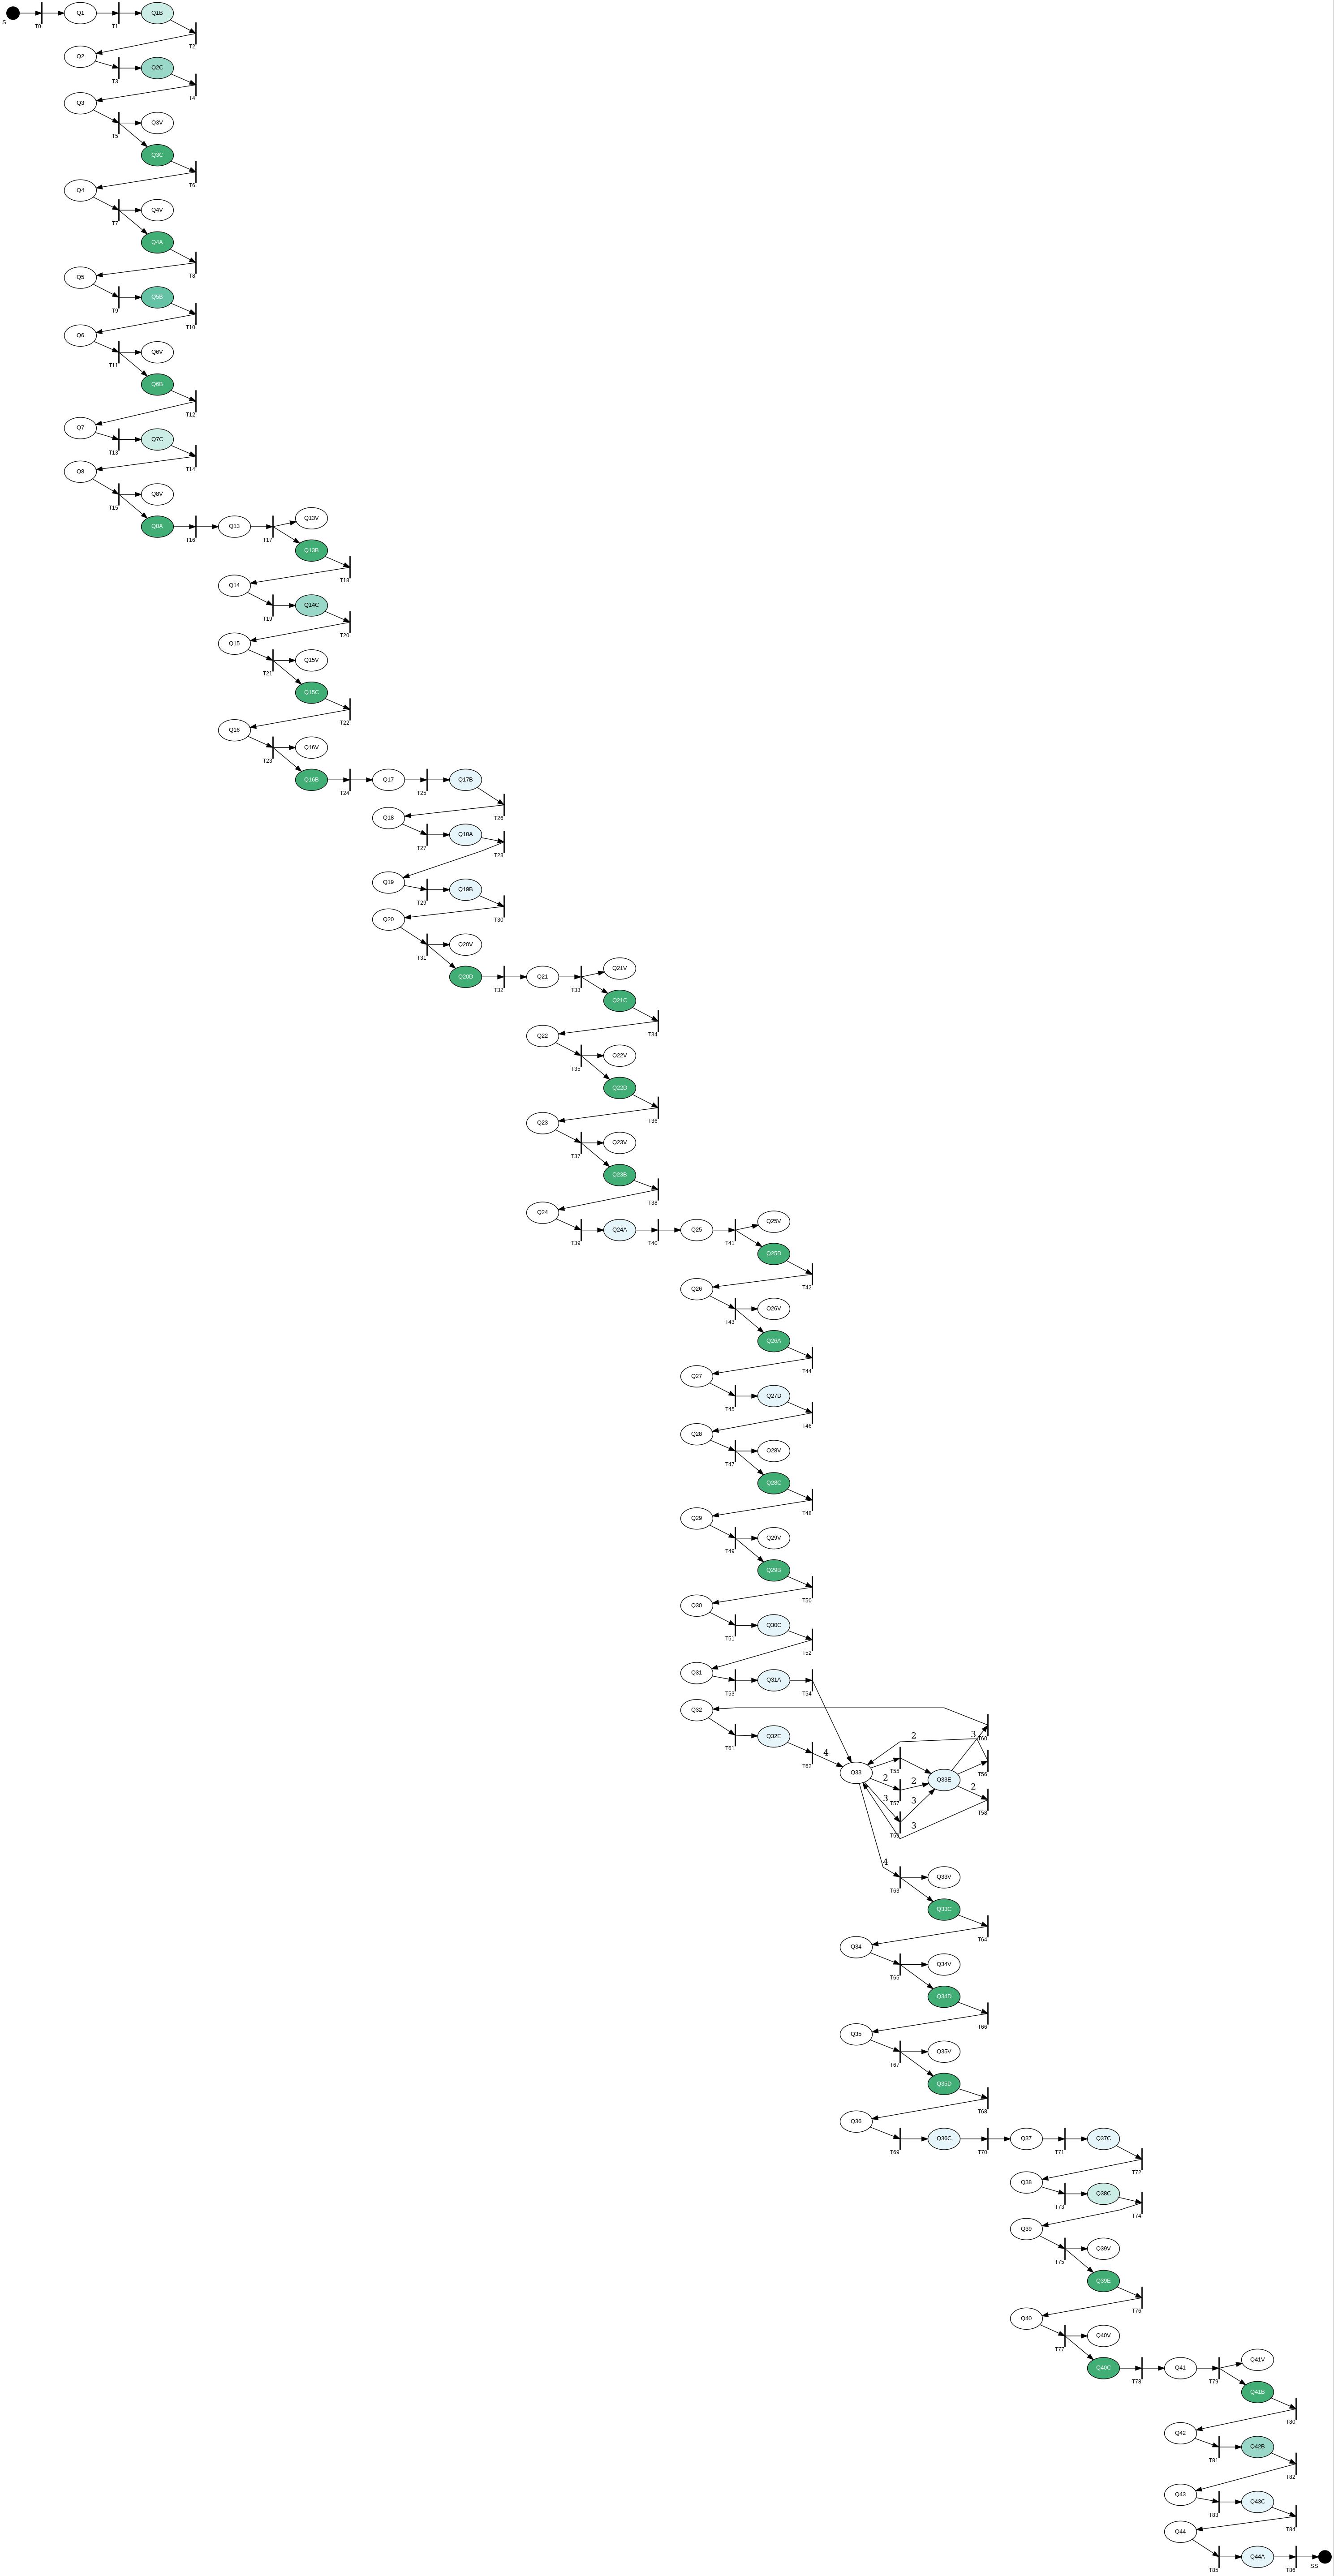 S T0 Q1 T1 Q1B
T2
Q2 T3 Q2C
T4
Q3 T5 Q3V
Q3C
T6
Q4 T7 Q4V
Q4A
T8
Q5 T9 Q5B
T10
Q6 T11 Q6V
Q6B
T12
Q7 T13 Q7C
T14
Q8 T15 Q8V
Q8A T16 Q13 T17 Q13V
Q13B
T18
Q14 T19 Q14C
T20
Q15 T21 Q15V
Q15C
T22
Q16 T23 Q16V
Q16B T24 Q17 T25 Q17B
T26
Q18 T27 Q18A
T28
Q19 T29 Q19B
T30
Q20 T31 Q20V
Q20D T32 Q21 T33 Q21V
Q21C
T34
Q22 T35 Q22V
Q22D
T36
Q23 T37 Q23V
Q23B
T38
Q24 T39 Q24A T40 Q25 T41 Q25V
Q25D
T42
Q26 T43 Q26V
Q26A
T44
Q27 T45 Q27D
T46
Q28 T47 Q28V
Q28C
T48
Q29 T49 Q29V
Q29B
T50
Q30 T51 Q30C
T52
Q31 T53 Q31A T54
Q32 T61 Q32E T62 4
2 3 T60
Q33 T55 Q33E T56
2 T57 2 2 T58
3 T59 3
3
4 T63 Q33V
Q33C
T64
Q34 T65 Q34V
Q34D
T66
Q35 T67 Q35V
Q35D
T68
Q36 T69 Q36C T70 Q37 T71 Q37C
T72
Q38 T73 Q38C
T74
Q39 T75 Q39V
Q39E
T76
Q40 T77 Q40V
Q40C T78 Q41 T79 Q41V
Q41B
T80
Q42 T81 Q42B
T82
Q43 T83 Q43C
T84
Q44 T85 Q44A T86 SS